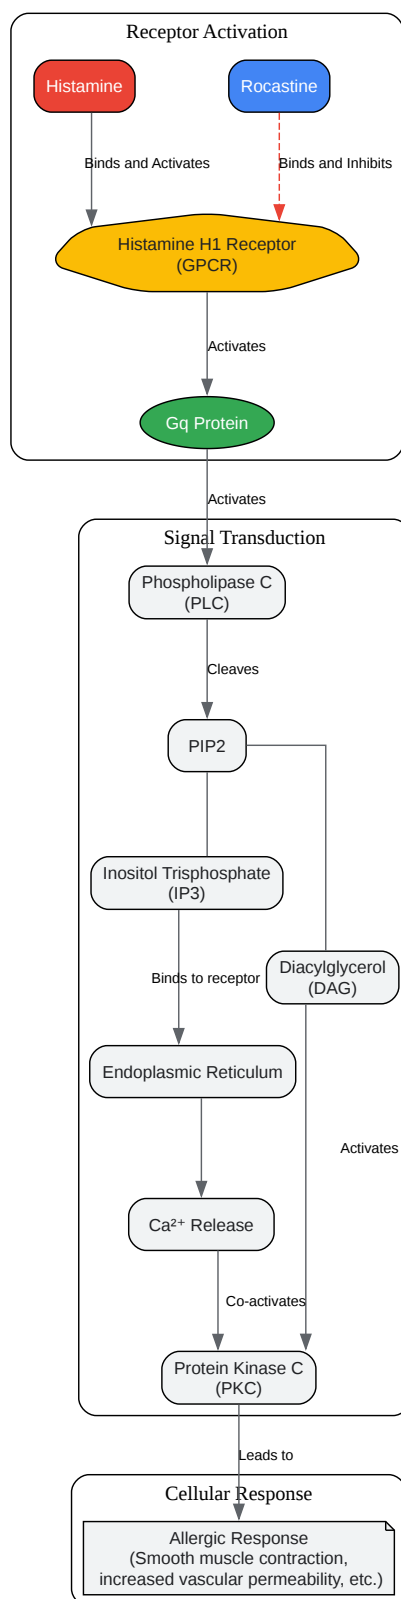 Receptor Activation
Histamine
Rocastine
Binds and Activates
Binds and Inhibits
Histamine H1 Receptor
(GPCR)
Activates
Gq Protein
Activates
Signal Transduction
Phospholipase C
(PLC)
Cleaves
PIP2
Inositol Trisphosphate
(IP3)
Diacylglycerol
(DAG)
Binds to receptor
Endoplasmic Reticulum
Activates
Ca²⁺ Release
Co-activates
Protein Kinase C
(PKC)
Leads to
Cellular Response
Allergic Response
(Smooth muscle contraction,
increased vascular permeability, etc.)